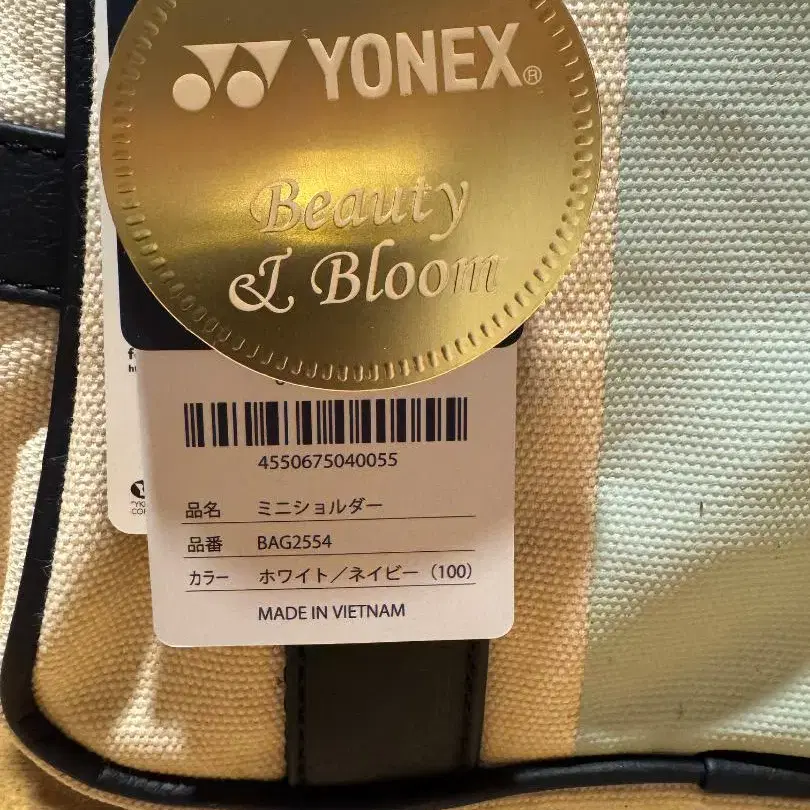 YONEX®
Beauty
& Bloom
4550675040055
品名 ミニショルダー
品番 BAG2554
カラー ホワイト／ネイビー（100）
MADE IN VIETNAM